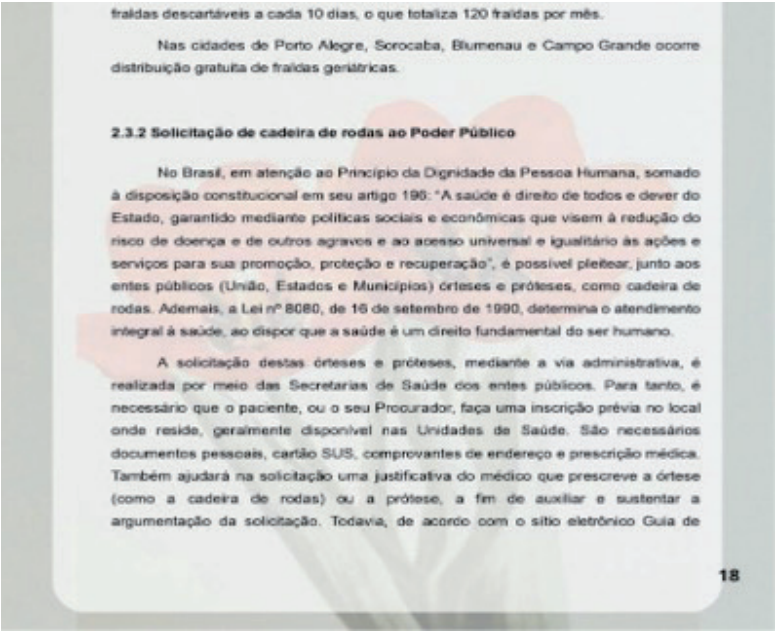 fraldas descartáveis a cada 10 dias, o que totaliza 120 fraldas por mês.
Nas cidades de Porto Alegre, Sorocaba, Blumenau e Campo Grande ocorre
distribuição gratuita de fraldas geriátricas.
2.3.2 Solicitação de cadeira de rodas ao Poder Público
No Brasil, em atenção ao Princípio da Dignidade da Pessoa Humana, somado
à disposição constitucional em seu artigo 196: “A saúde é direito de todos e dever do
Estado, garantido mediante políticas sociais e econômicas que visem à redução do
risco de doença e de outros agravos e ao acesso universal e igualitário às ações e
serviços para sua promoção, proteção e recuperação”, é possível pleitear, junto aos
entes públicos (União, Estados e Municípios) órteses e próteses, como cadeira de
rodas. Ademais, a Lei nº 8080, de 16 de setembro de 1990, determina o atendimento
integral à saúde, ao dispor que a saúde é um direito fundamental do ser humano.
A solicitação destas órteses e próteses, mediante a via administrativa, é
realizada por meio das Secretarias de Saúde dos entes públicos. Para tanto, é
necessário que o paciente, ou o seu Procurador, faça uma inscrição prévia no local
onde reside, geralmente disponível nas Unidades de Saúde. São necessários
documentos pessoais, cartão SUS, comprovantes de endereço e prescrição médica.
Também ajudará na solicitação uma justificativa do médico que prescreve a órtese
(como a cadeira de rodas) ou a prótese, a fim de auxiliar e sustentar a
argumentação da solicitação. Todavia, de acordo com o sítio eletrônico Guia de
18